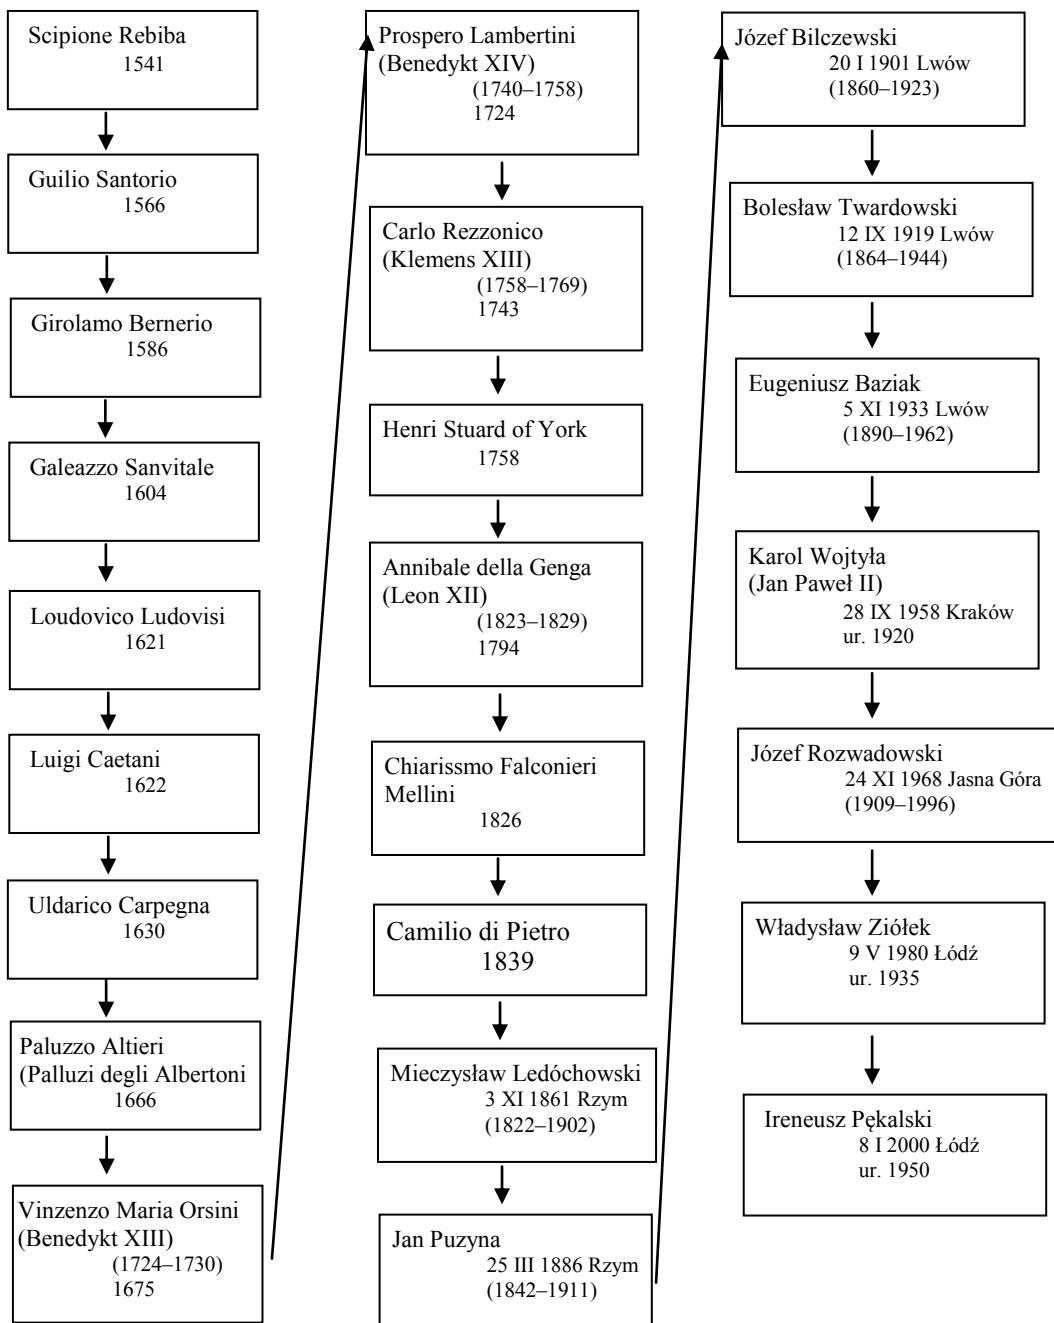 Scipione Rebiba
1541
Guilio Santorio
1566
Girolamo Bernerio
1586
Galeazzo Sanvitale
1604
Loudovico Ludovisi
1621
Luigi Caetani
1622
Uldarico Carpegna
1630
Paluzzo Altieri
(Palluzi degli Albertoni
1666
Vinzenzo Maria Orsini
(Benedykt XIII)
(1724–1730)
1675
Prospero Lambertini
(Benedykt XIV)
(1740–1758)
1724
Carlo Rezzonico
(Klemens XIII)
(1758–1769)
1743
Henri Stuard of York
1758
Annibale della Genga
(Leon XII)
(1823–1829)
1794
Chiarissmo Falconieri
Mellini
1826
Camilio di Pietro
1839
Mieczysław Ledóchowski
3 XI 1861 Rzym
(1822–1902)
Jan Puzyna
25 III 1886 Rzym
(1842–1911)
Józef Bilczewski
20 I 1901 Lwów
(1860–1923)
Bolesław Twardowski
12 IX 1919 Lwów
(1864–1944)
Eugeniusz Baziak
5 XI 1933 Lwów
(1890–1962)
Karol Wojtyła
(Jan Paweł II)
28 IX 1958 Kraków
ur. 1920
Józef Rozwadowski
24 XI 1968 Jasna Góra
(1909–1996)
Władysław Ziółek
9 V 1980 Łódź
ur. 1935
Ireneusz Pękalski
8 I 2000 Łódź
ur. 1950